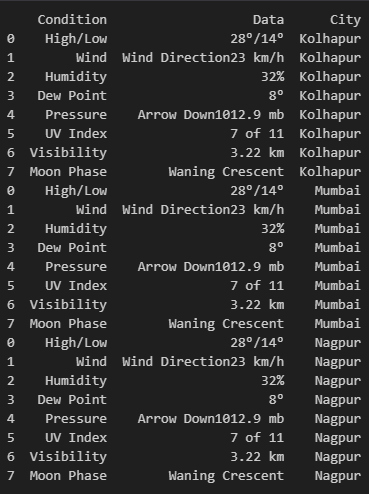 Condition Data City
0 High/Low 28°/14° Kolhapur
1 Wind Wind Direction23 km/h Kolhapur
2 Humidity 32% Kolhapur
3 Dew Point 8° Kolhapur
4 Pressure Arrow Down1012.9 mb Kolhapur
5 UV Index 7 of 11 Kolhapur
6 Visibility 3.22 km Kolhapur
7 Moon Phase Waning Crescent Kolhapur
0 High/Low 28°/14° Mumbai
1 Wind Wind Direction23 km/h Mumbai
2 Humidity 32% Mumbai
3 Dew Point 8° Mumbai
4 Pressure Arrow Down1012.9 mb Mumbai
5 UV Index 7 of 11 Mumbai
6 Visibility 3.22 km Mumbai
7 Moon Phase Waning Crescent Mumbai
0 High/Low 28°/14° Nagpur
1 Wind Wind Direction23 km/h Nagpur
2 Humidity 32% Nagpur
3 Dew Point 8° Nagpur
4 Pressure Arrow Down1012.9 mb Nagpur
5 UV Index 7 of 11 Nagpur
6 Visibility 3.22 km Nagpur
7 Moon Phase Waning Crescent Nagpur